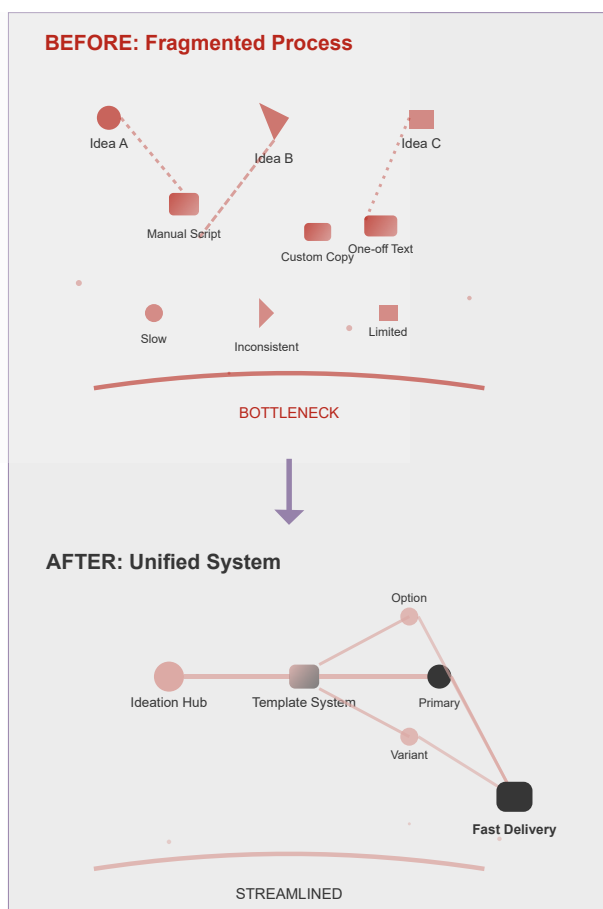 BEFORE: Fragmented Process
Idea A
Idea B
Idea C
Manual Script
Custom Copy
One-off Text
Slow
Inconsistent
Limited
BOTTLENECK
AFTER: Unified System
Option
Ideation Hub
Template System
Primary
Variant
Fast Delivery
STREAMLINED